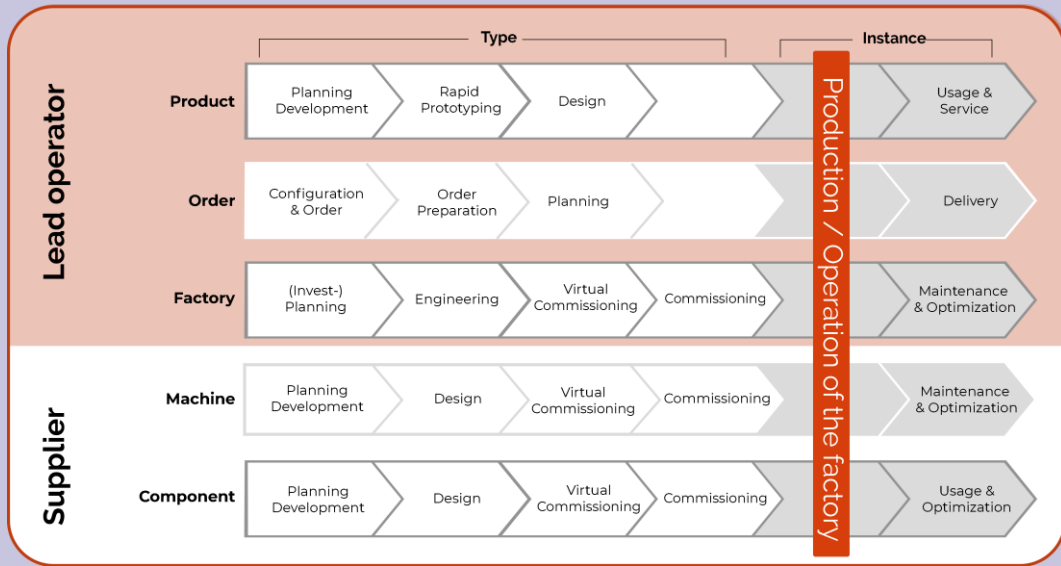 Type
Instance
Lead operator
Product
Planning
Development
Rapid
Prototyping
Design
Usage &
Service
Order
Configuration
& Order
Order
Preparation
Planning
Delivery
Factory
(Invest-)
Planning
Engineering
Virtual
Commissioning
Commissioning
Maintenance
& Optimization
Supplier
Machine
Planning
Development
Design
Virtual
Commissioning
Commissioning
Maintenance
& Optimization
Component
Planning
Development
Design
Virtual
Commissioning
Commissioning
Usage &
Optimization
Production / Operation of the factory